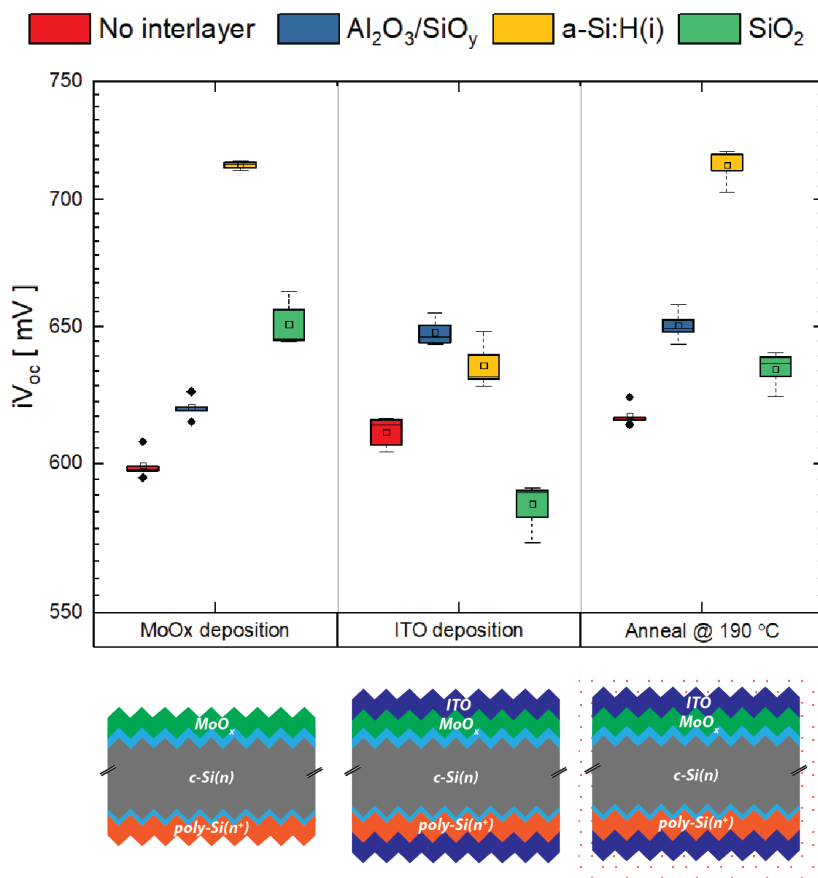 No interlayer Al₂O₃/SiOᵧ a-Si:H(i) SiO₂
750
700
650
600
550
iVₒc [ mV]
MoOx deposition ITO deposition Anneal @ 190 °C
MoOₓ
c-Si(n)
poly-Si(n⁺)
ITO
MoOₓ
c-Si(n)
poly-Si(n⁺)
ITO
MoOₓ
c-Si(n)
poly-Si(n⁺)